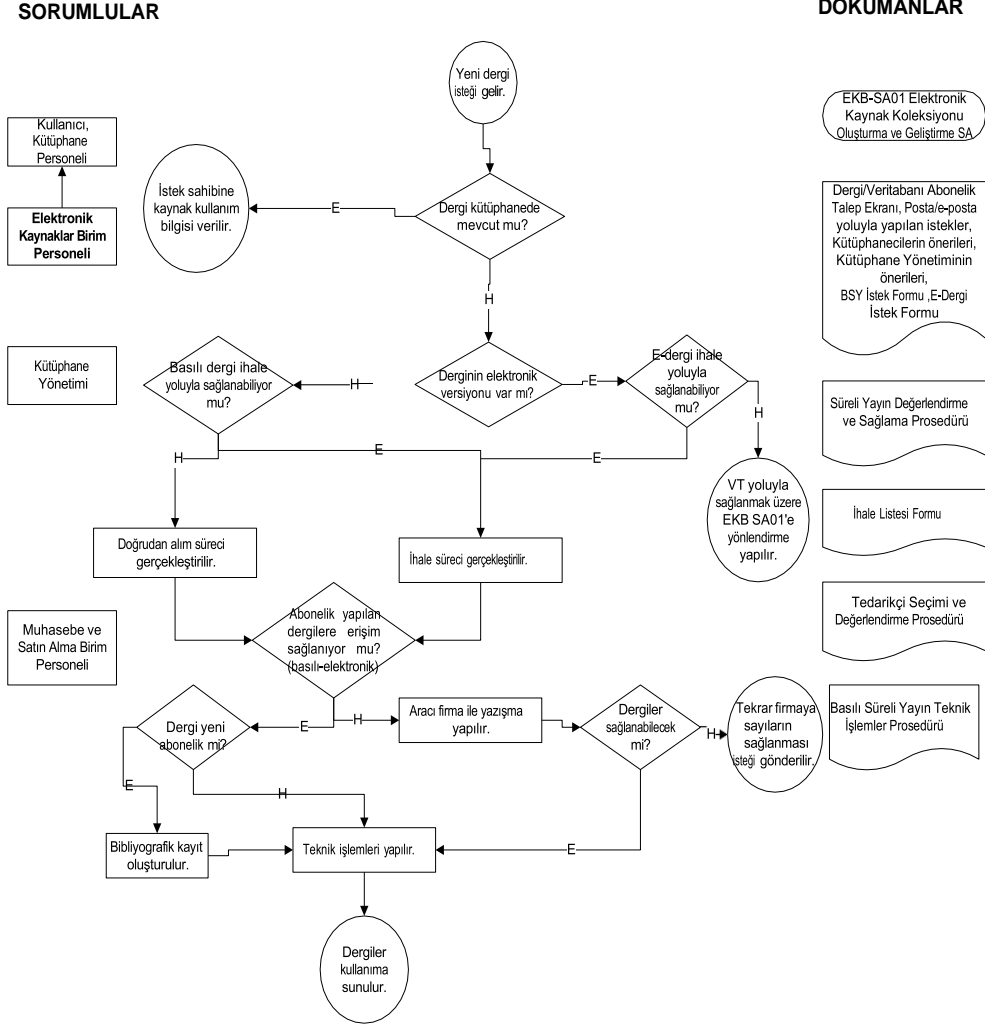 SORUMLULAR
DOKÜMANLAR
Yeni dergi
isteği gelir.
EKB-SA01 Elektronik
Kaynak Koleksiyonu
Oluşturma ve Geliştirme SA
Kullanıcı,
Kütüphane
Personeli
İstek sahibine
kaynak kullanım
bilgisi verilir.
E
Dergi kütüphanede
mevcut mu?
Elektronik
Kaynaklar Birim
Personeli
Dergi/Veritabanı Abonelik
Talep Ekranı, Posta/e-posta
yoluyla yapılan istekler,
Kütüphanecilerin önerileri,
Kütüphane Yönetiminin
önerileri,
BSY İstek Formu ,E-Dergi
İstek Formu
H
Kütüphane
Yönetimi
Basılı dergi ihale
yoluyla sağlanabiliyor
mu?
H
Derginin elektronik
versiyonu var mı?
E
E-dergi ihale
yoluyla
sağlanabiliyor
mu?
H
Süreli Yayın Değerlendirme
ve Sağlama Prosedürü
H
E
E
VT yoluyla
sağlanmak üzere
EKB SA01'e
yönlendirme
yapılır.
İhale Listesi Formu
Doğrudan alım süreci
gerçekleştirilir.
İhale süreci gerçekleştirilir.
Muhasebe ve
Satın Alma Birim
Personeli
Abonelik yapılan
dergilere erişim
sağlanıyor mu?
(basılı-elektronik)
Tedarikçi Seçimi ve
Değerlendirme Prosedürü
Dergi yeni
abonelik mi?
E
H
Aracı firma ile yazışma
yapılır.
Dergiler
sağlanabilecek
mi?
H
Tekrar firmaya
sayıların
sağlanması
isteği gönderilir.
Basılı Süreli Yayın Teknik
İşlemler Prosedürü
E
H
Bibliyografik kayıt
oluşturulur.
Teknik işlemleri yapılır.
E
Dergiler
kullanıma
sunulur.